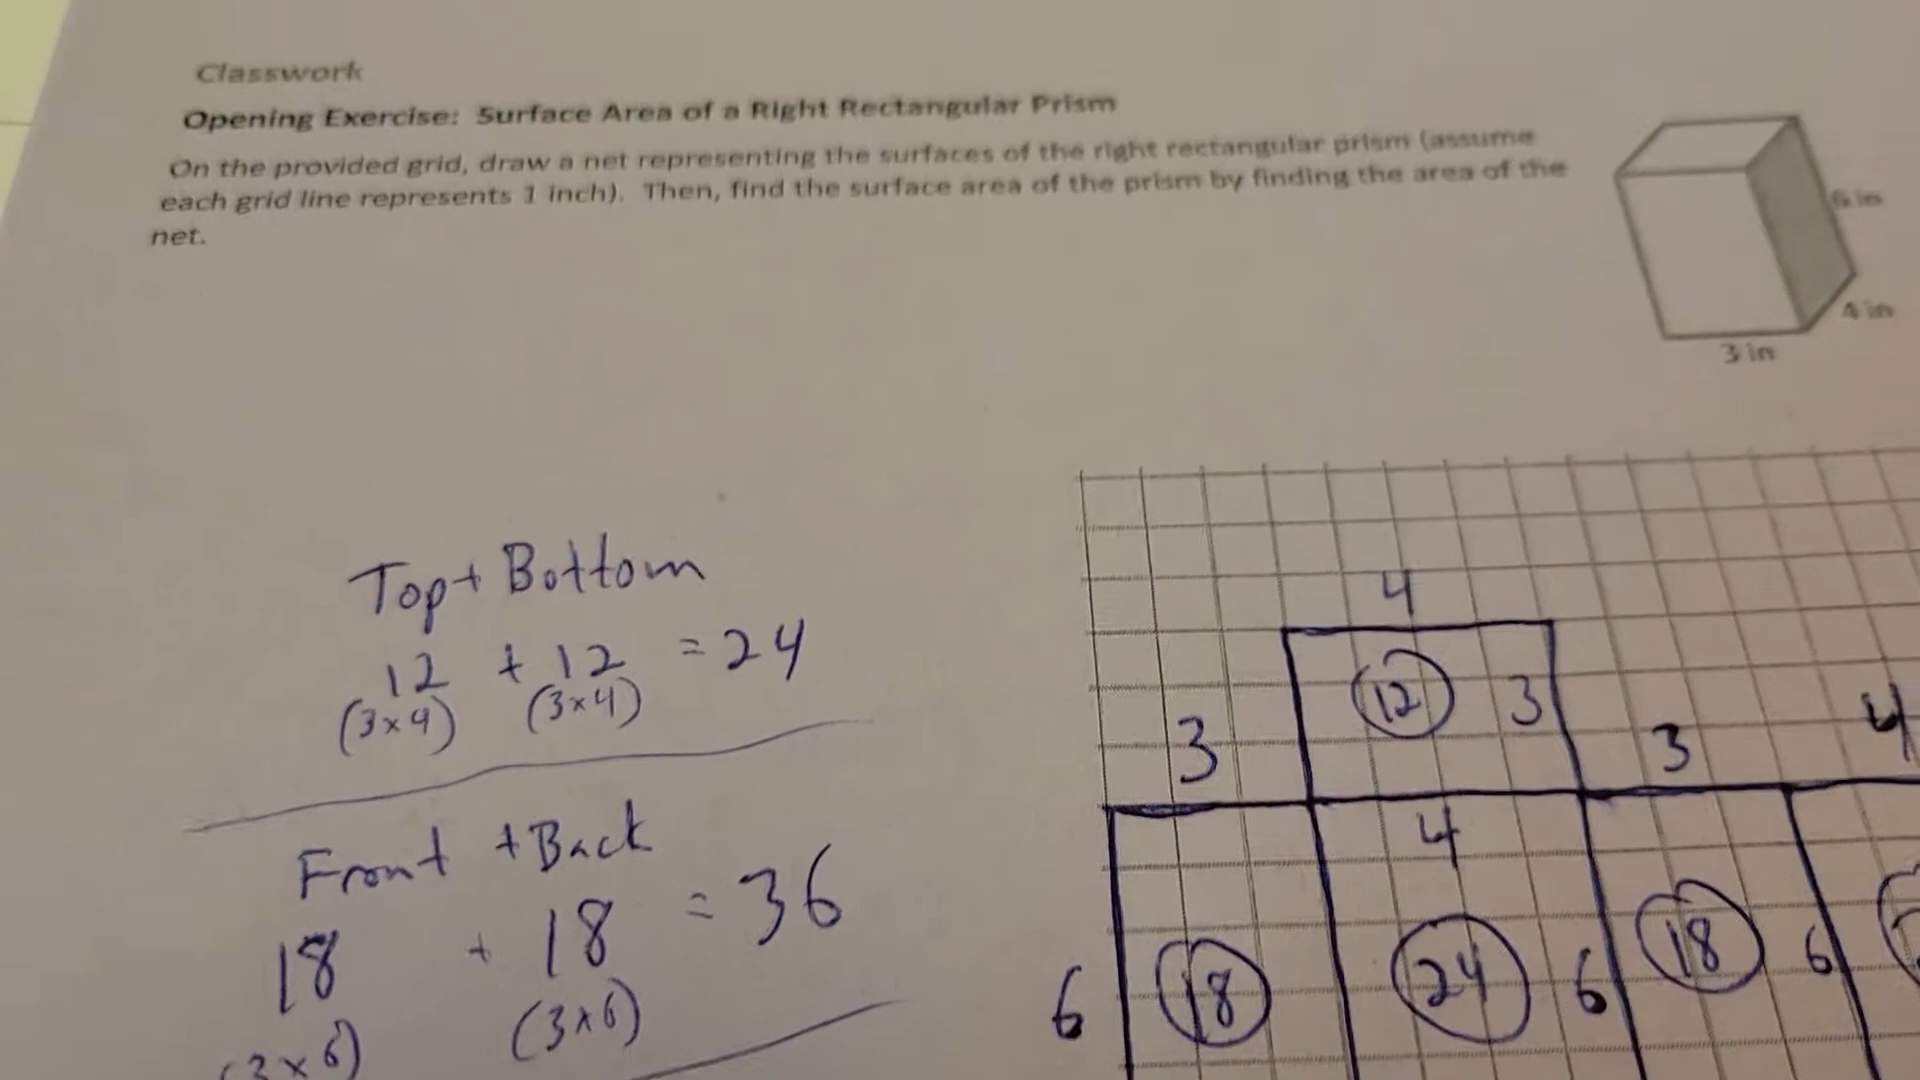 Classwork
Opening Exercise: Surface Area of a Right Rectangular Prism
On the provided grid, draw a net representing the surfaces of the right rectangular prism (assume
each grid line represents 1 inch). Then, find the surface area of the prism by finding the area of the
net.
6 in
4 in
3 in
Top + Bottom
12 + 12 = 24
(3×4) (3×4)
Front + Back
18 + 18 = 36
(3×6) (3×6)
4
12 3
3 3 4
4
6 18 24 6 18 6